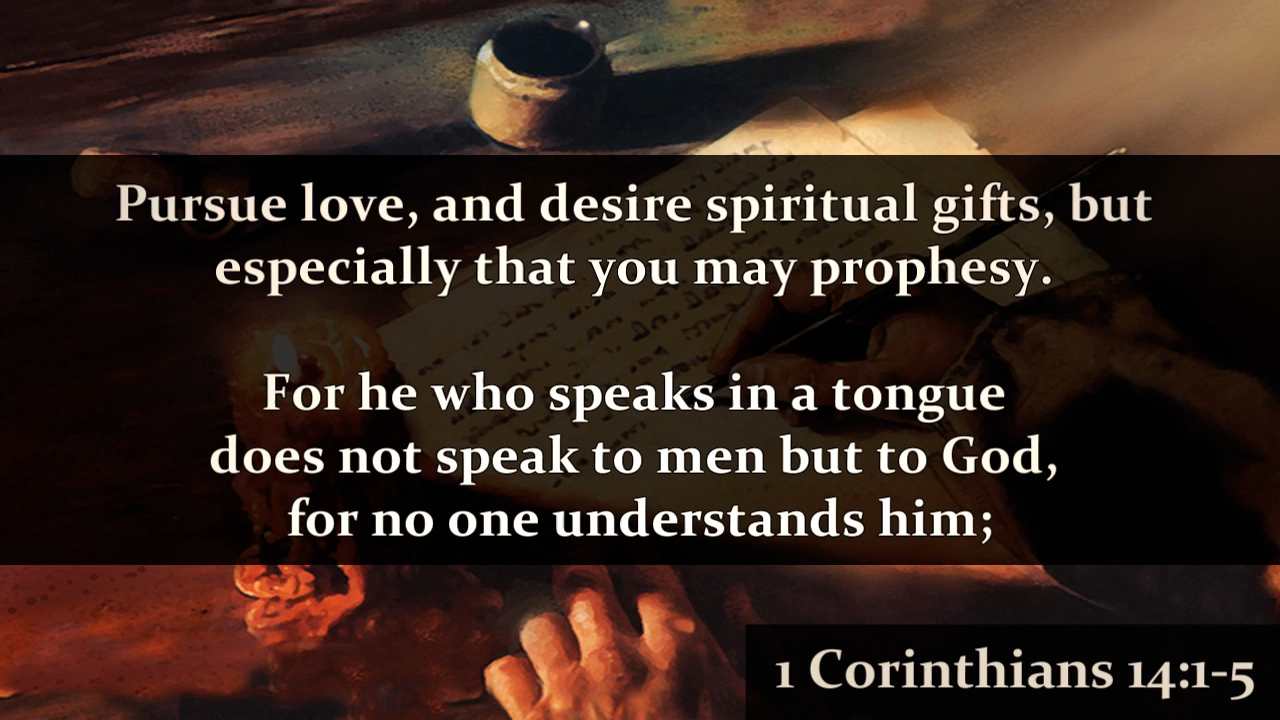 Pursue love, and desire spiritual gifts, but
especially that you may prophesy.
For he who speaks in a tongue
does not speak to men but to God,
for no one understands him;
1 Corinthians 14:1-5